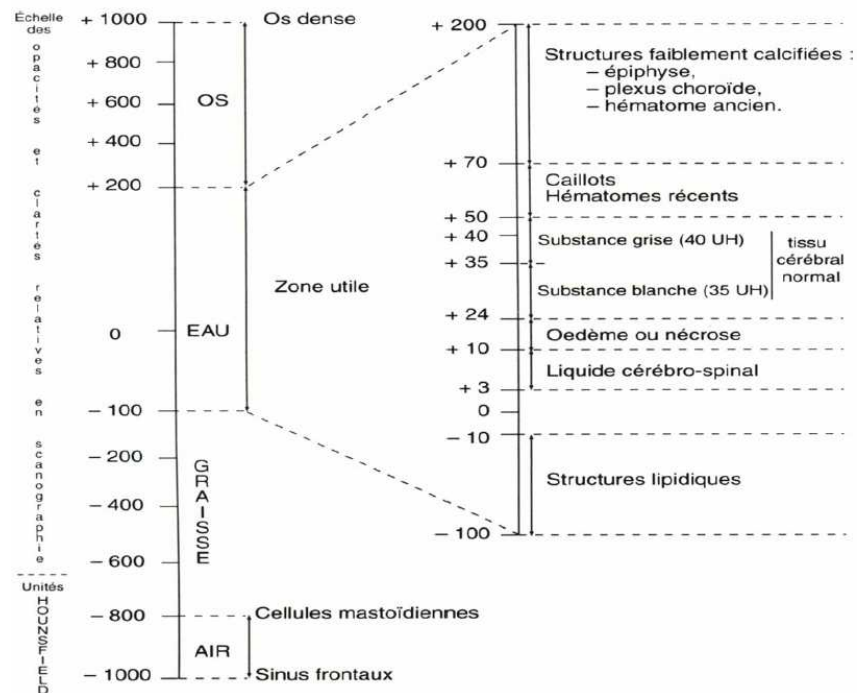 Échelle
des
opacités et clartés relatives en scanographie
Unités
HOUNSFIELD
+ 1000
+ 800
+ 600
+ 400
+ 200
0
− 100
− 200
− 400
− 600
− 800
− 1000
OS
EAU
GRAISSE
AIR
Os dense
Zone utile
Cellules mastoïdiennes
Sinus frontaux
+ 200
+ 70
+ 50
+ 40
+ 35
+ 24
+ 10
+ 3
0
− 10
− 100
Structures faiblement calcifiées :
– épiphyse,
– plexus choroïde,
– hématome ancien.
Caillots
Hématomes récents
Substance grise (40 UH)
Substance blanche (35 UH)
tissu
cérébral
normal
Oedème ou nécrose
Liquide cérébro-spinal
Structures lipidiques